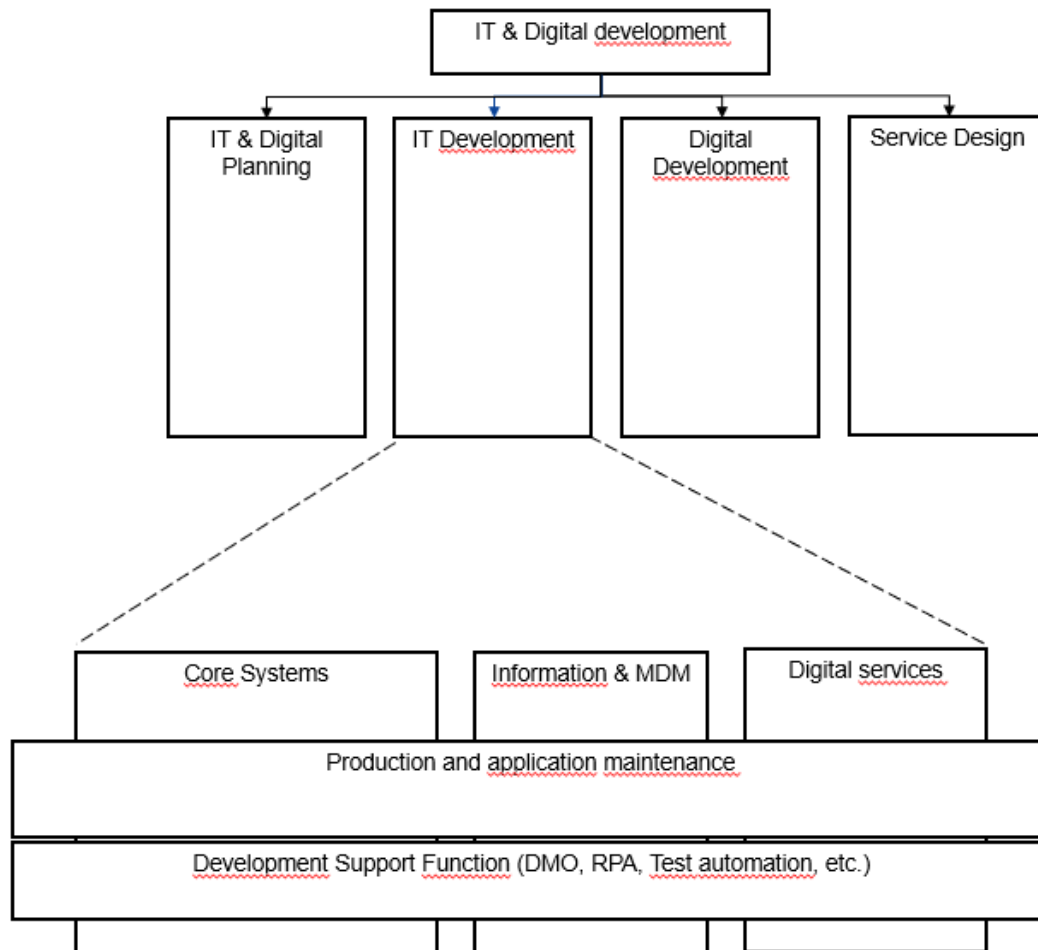 IT & Digital development
IT & Digital
Planning
IT Development
Digital
Development
Service Design
Core Systems
Information & MDM
Digital services
Production and application maintenance
Development Support Function (DMO, RPA, Test automation, etc.)